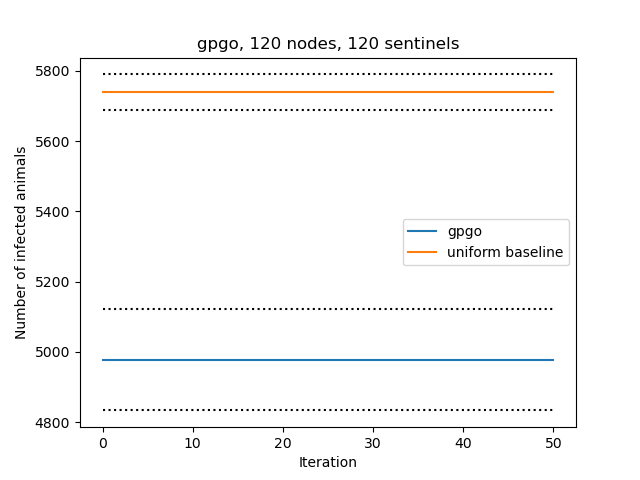 gpgo, 120 nodes, 120 sentinels
5800
5600
5400
5200
5000
4800
Number of infected animals
gpgo
uniform baseline
0 10 20 30 40 50
Iteration